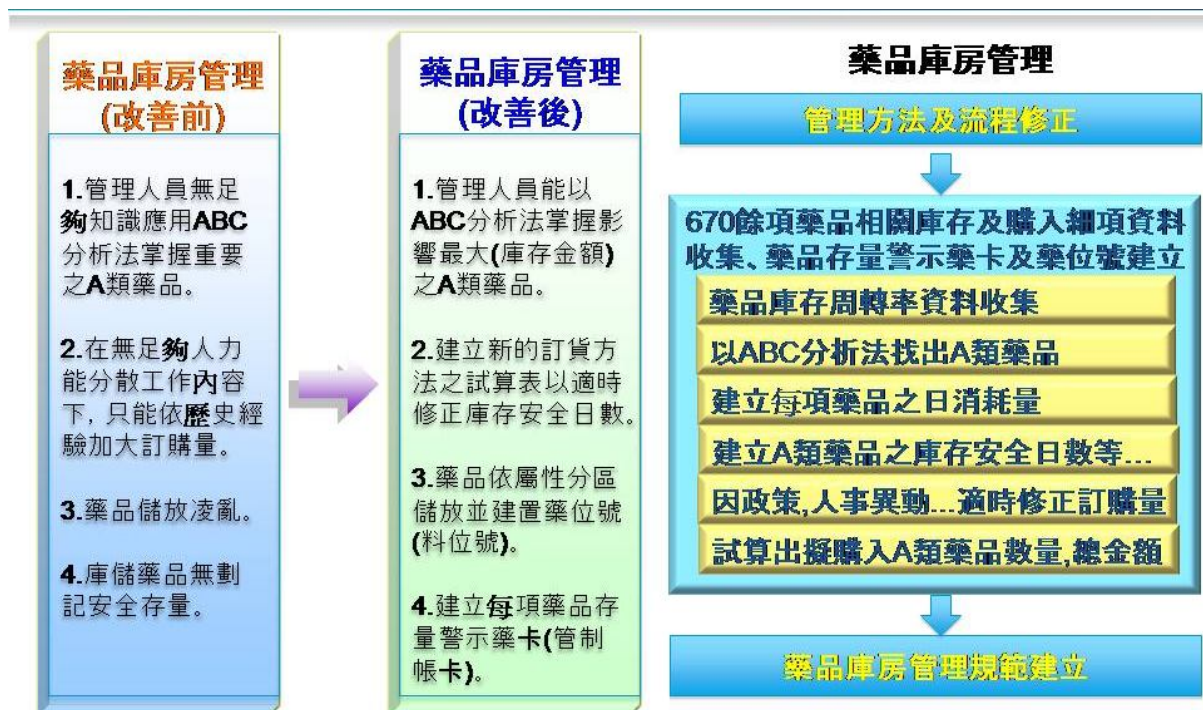 藥品庫房管理
(改善前)
1.管理人員無足
夠知識應用ABC
分析法掌握重要
之A類藥品。
2.在無足夠人力
能分散工作內容
下,只能依歷史經
驗加大訂購量。
3.藥品儲放凌亂。
4.庫儲藥品無劃
記安全存量。
藥品庫房管理
(改善後)
1.管理人員能以
ABC分析法掌握影
響最大(庫存金額)
之A類藥品。
2.建立新的訂貨方
法之試算表以適時
修正庫存安全日數。
3.藥品依屬性分區
儲放並建置藥位號
(料位號)。
4.建立每項藥品存
量警示藥卡(管制
帳卡)。
藥品庫房管理
管理方法及流程修正
670餘項藥品相關庫存及購入細項資料
收集、藥品存量警示藥卡及藥位號建立
藥品庫存周轉率資料收集
以ABC分析法找出A類藥品
建立每項藥品之日消耗量
建立A類藥品之庫存安全日數等...
因政策,人事異動...適時修正訂購量
試算出擬購入A類藥品數量,總金額
藥品庫房管理規範建立